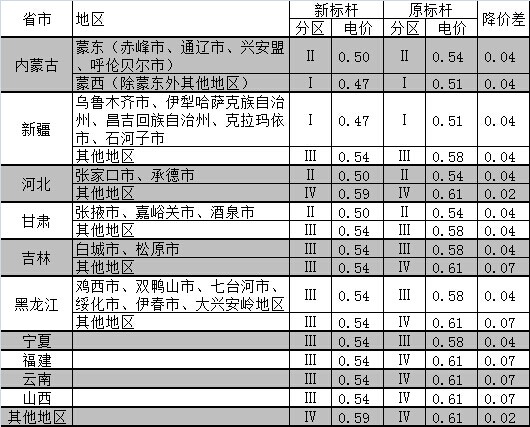 省市 地区 新标杆 原标杆 降价差
分区 电价 分区 电价
内蒙古 蒙东（赤峰市、通辽市、兴安盟
、呼伦贝尔市） Ⅱ 0.50 Ⅱ 0.54 0.04
蒙西（除蒙东外其他地区） Ⅰ 0.47 Ⅰ 0.51 0.04
新疆 乌鲁木齐市、伊犁哈萨克族自治
州、昌吉回族自治州、克拉玛依
市、石河子市 Ⅰ 0.47 Ⅰ 0.51 0.04
其他地区 Ⅲ 0.54 Ⅲ 0.58 0.04
河北 张家口市、承德市 Ⅱ 0.50 Ⅱ 0.54 0.04
其他地区 Ⅳ 0.59 Ⅳ 0.61 0.02
甘肃 张掖市、嘉峪关市、酒泉市 Ⅱ 0.50 Ⅱ 0.54 0.04
其他地区 Ⅲ 0.54 Ⅲ 0.58 0.04
吉林 白城市、松原市 Ⅲ 0.54 Ⅲ 0.58 0.04
其他地区 Ⅲ 0.54 Ⅳ 0.61 0.07
黑龙江 鸡西市、双鸭山市、七台河市、
绥化市、伊春市、大兴安岭地区 Ⅲ 0.54 Ⅲ 0.58 0.04
其他地区 Ⅲ 0.54 Ⅳ 0.61 0.07
宁夏 Ⅲ 0.54 Ⅲ 0.58 0.04
福建 Ⅲ 0.54 Ⅳ 0.61 0.07
云南 Ⅲ 0.54 Ⅳ 0.61 0.07
山西 Ⅲ 0.54 Ⅳ 0.61 0.07
其他地区 Ⅳ 0.59 Ⅳ 0.61 0.02